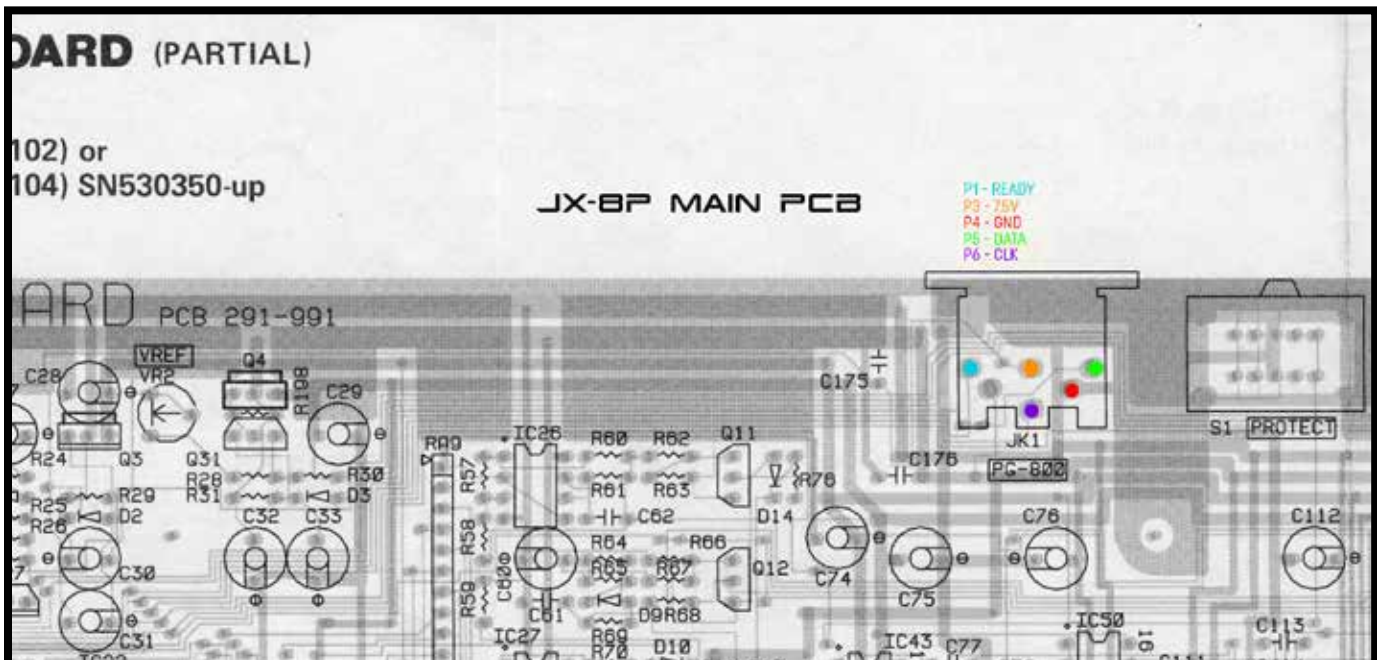 OARD (PARTIAL)
102) or
104) SN530350-up
JX-8P MAIN PCB
P1 - READY
P3 - 7.5V
P4 - GND
P5 - DATA
P6 - CLK
ARD PCB 291-991
VREF
C28 VR2 Q4 R198 C29 C175
JK1 S1 PROTECT
PG-800
R24 Q3 Q31 RA9 IC26 R60 R62 Q11 C176
R28 R30 R57 R76
R25 R29 R31 D3 R61 R63
R26 D2 C32 C33 R58 C62 D14 C76 C112
R64 R66
C30 C60 R65 R67 Q12 C74
R59 C61 D9 R68 C75
C31 R69 IC50
IC27 R70 D10 IC43 C77 16 C113